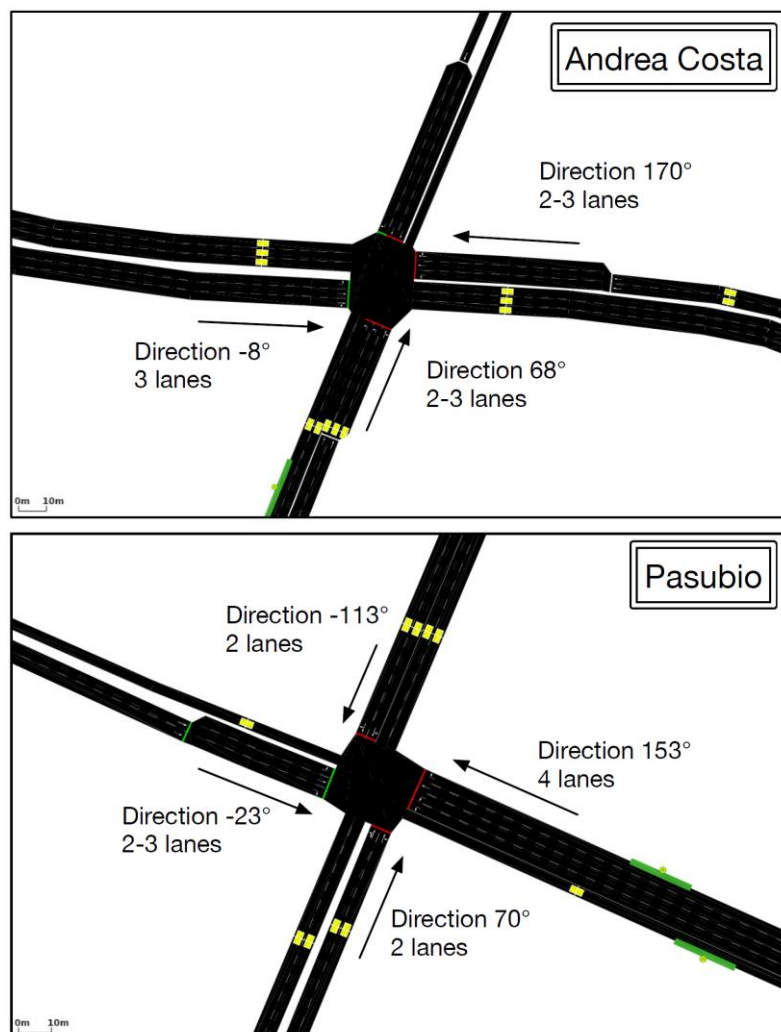 Andrea Costa
Direction 170°
2-3 lanes
Direction -8°
3 lanes
Direction 68°
2-3 lanes
0m 10m
Pasubio
Direction -113°
2 lanes
Direction 153°
4 lanes
Direction -23°
2-3 lanes
Direction 70°
2 lanes
0m 10m